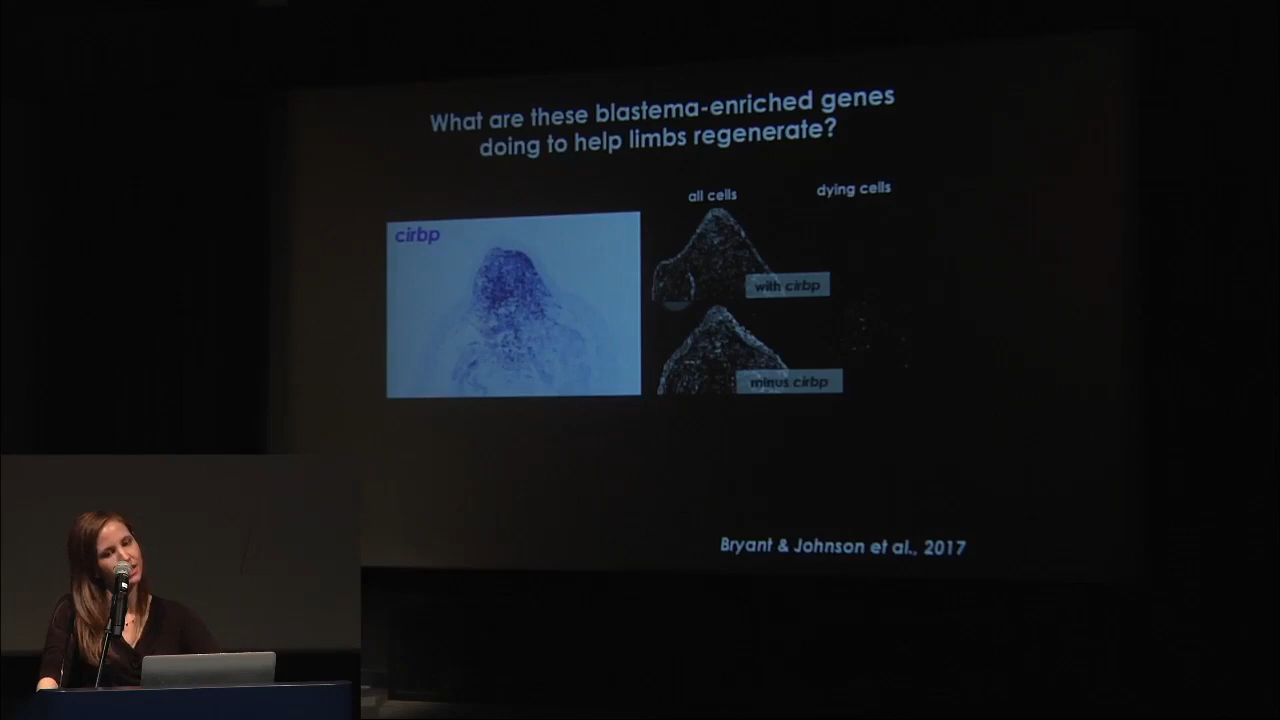 What are these blastema-enriched genes
doing to help limbs regenerate?
all cells
dying cells
cirbp
with cirbp
minus cirbp
Bryant & Johnson et al., 2017